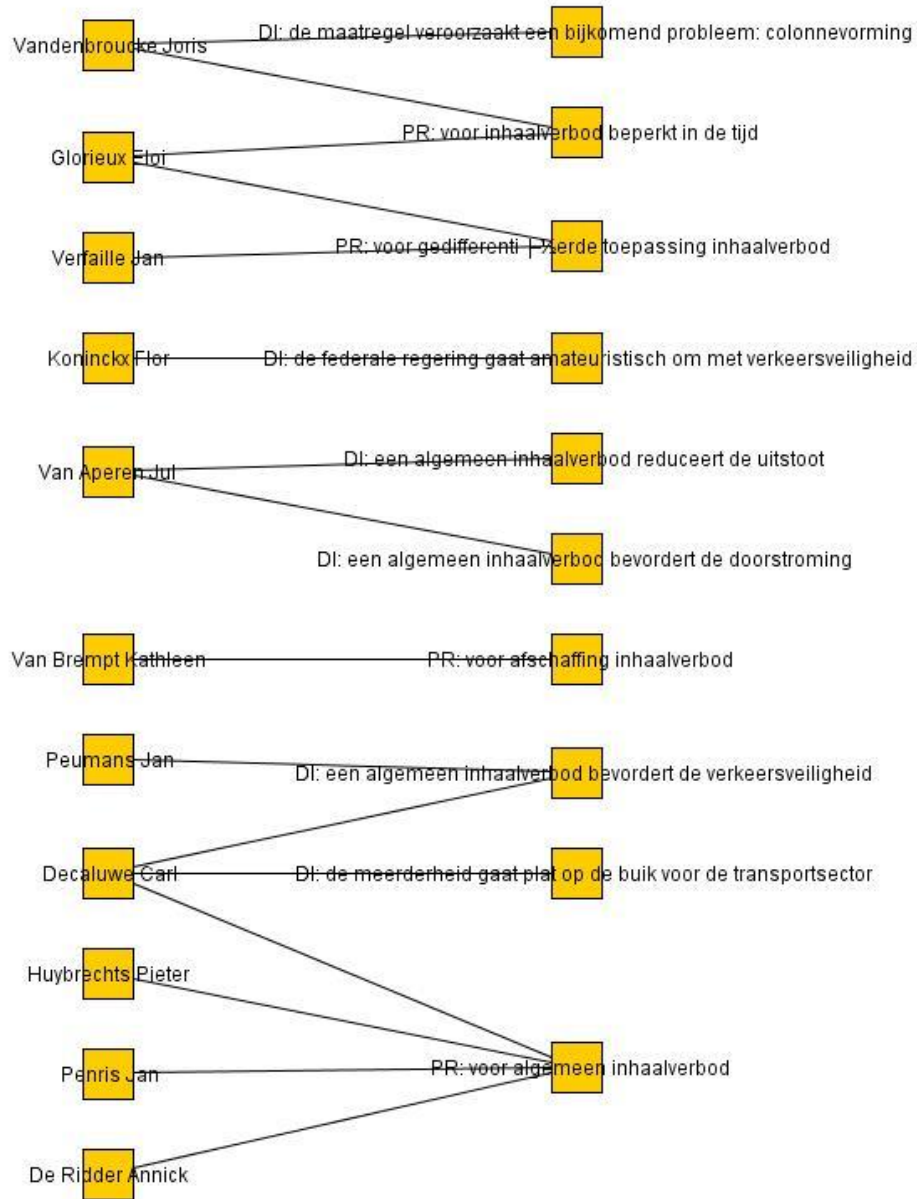 Vandenbroucke Joris
DI: de maatregel veroorzaakt een bijkomend probleem: colonnevorming
PR: voor inhaalverbod beperkt in de tijd
Glorieux Eloi
Verfaille Jan
PR: voor gedifferenti├½erde toepassing inhaalverbod
Koninckx Flor
DI: de federale regering gaat amateuristisch om met verkeersveiligheid
Van Aperen Jul
DI: een algemeen inhaalverbod reduceert de uitstoot
DI: een algemeen inhaalverbod bevordert de doorstroming
Van Brempt Kathleen
PR: voor afschaffing inhaalverbod
Peumans Jan
DI: een algemeen inhaalverbod bevordert de verkeersveiligheid
Decaluwe Carl
DI: de meerderheid gaat plat op de buik voor de transportsector
Huybrechts Pieter
Penris Jan
PR: voor algemeen inhaalverbod
De Ridder Annick